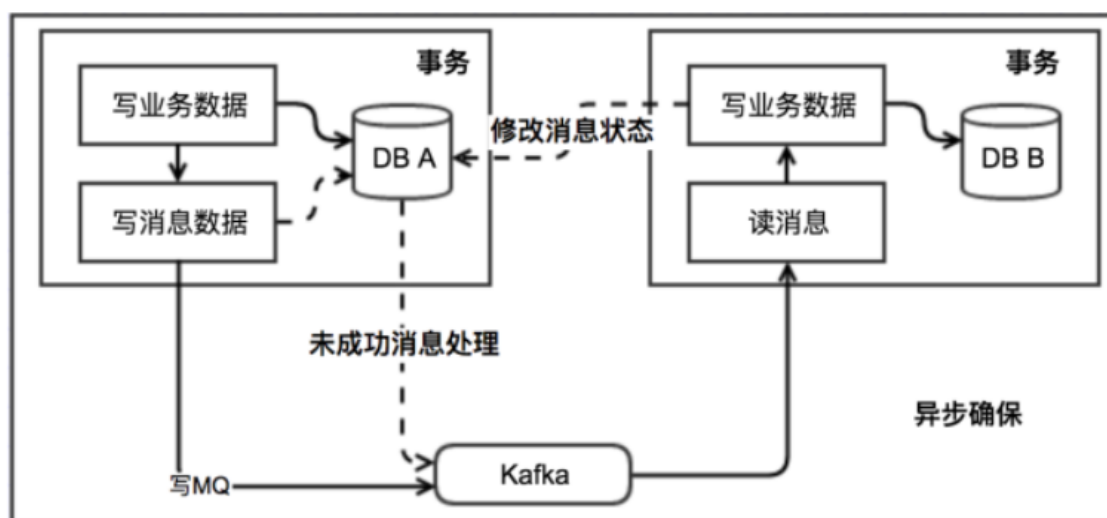 事务
写业务数据
DB A
写消息数据
修改消息状态
事务
写业务数据
DB B
读消息
未成功消息处理
异步确保
写MQ
Kafka